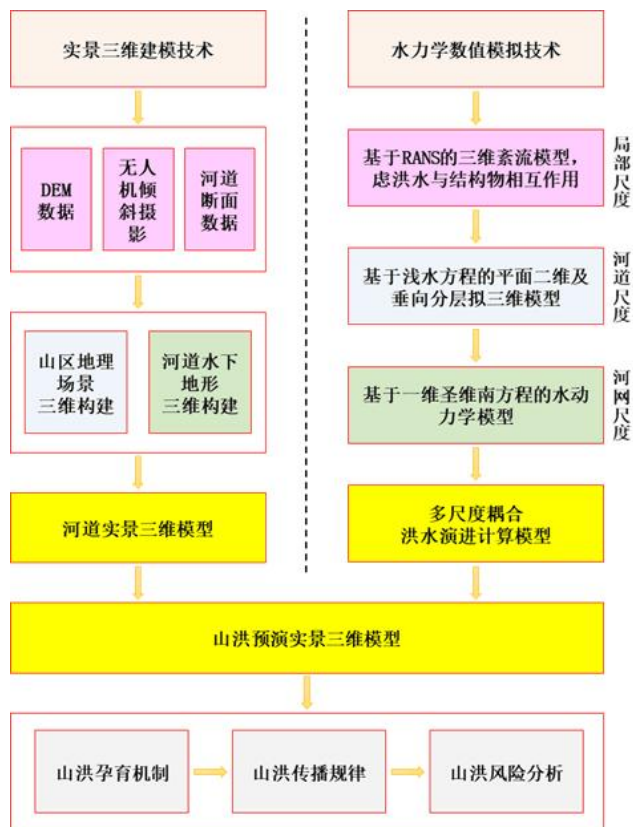 实景三维建模技术
水力学数值模拟技术
DEM
数据
无人
机倾
斜摄
影
河道
断面
数据
基于RANS的三维紊流模型，
虑洪水与结构物相互作用
局部尺度
山区地理
场景
三维构建
河道水下
地形
三维构建
基于浅水方程的平面二维及
垂向分层拟三维模型
河道尺度
基于一维圣维南方程的水动
力学模型
河网尺度
河道实景三维模型
多尺度耦合
洪水演进计算模型
山洪预演实景三维模型
山洪孕育机制
山洪传播规律
山洪风险分析